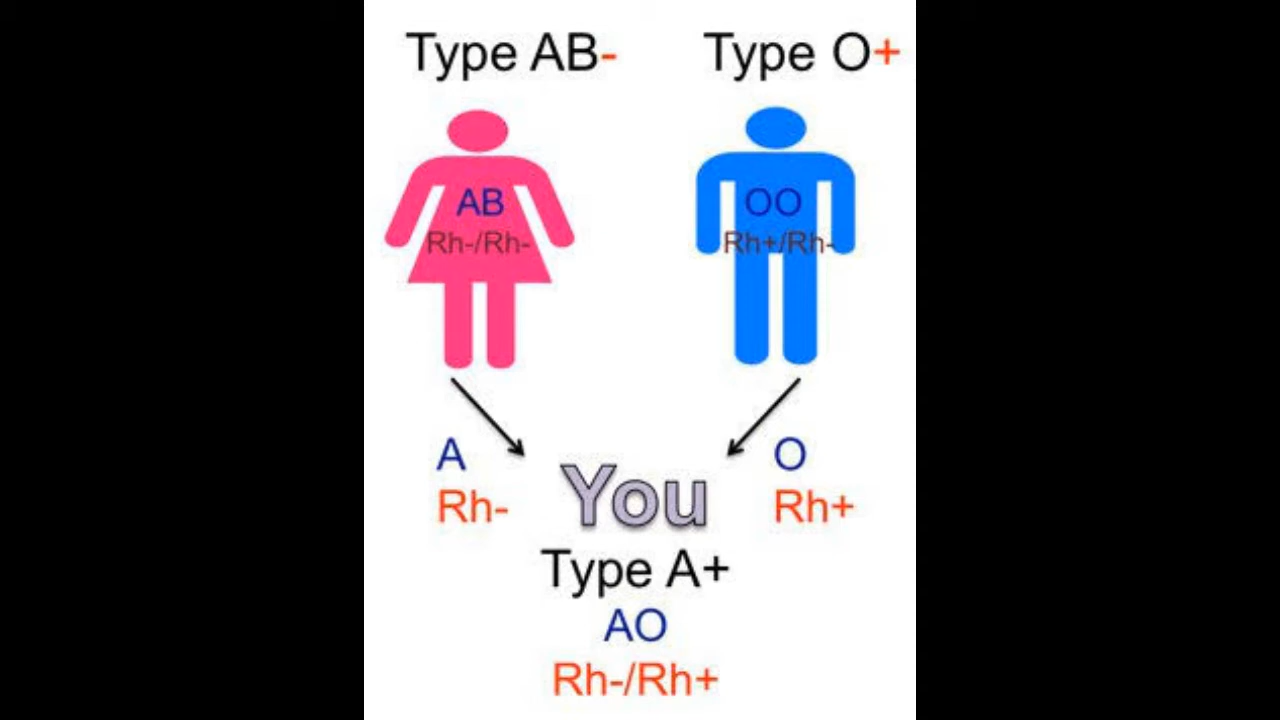 Type AB-
Type O+
AB
Rh-/Rh-
OO
Rh+/Rh-
A
Rh-
O
Rh+
You
Type A+
AO
Rh-/Rh+